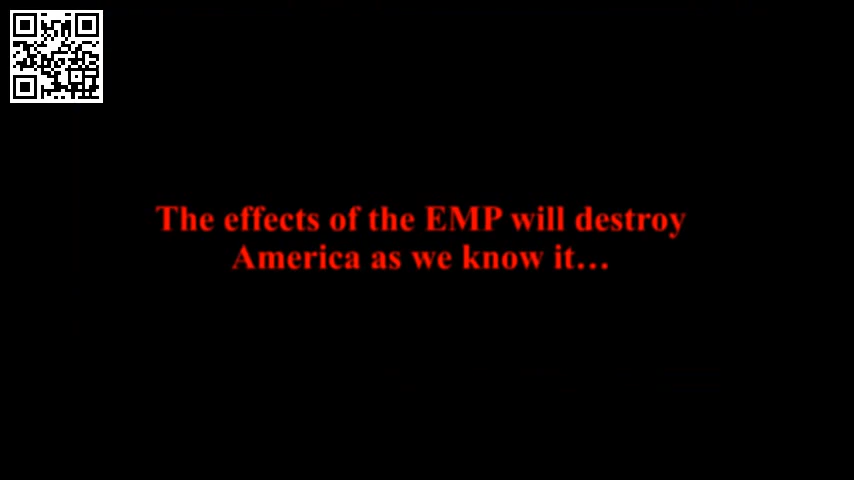 The effects of the EMP will destroy
America as we know it…